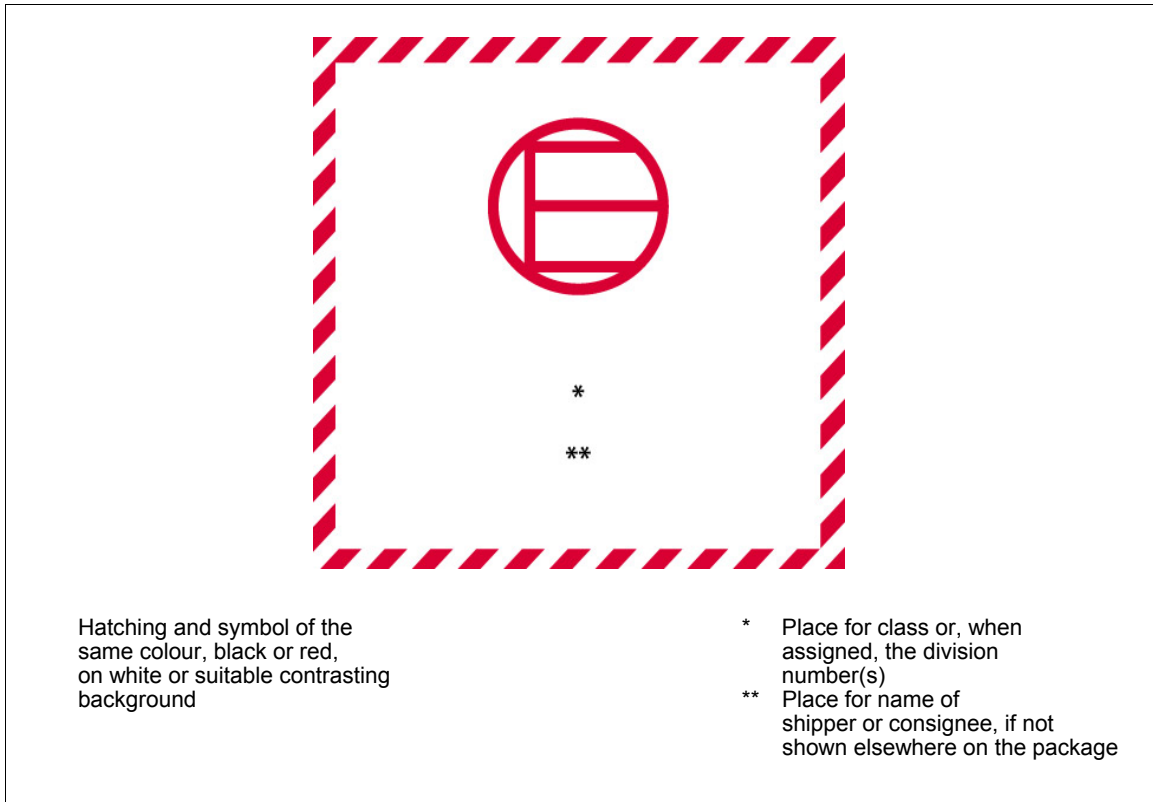 E
*
**
Hatching and symbol of the
same colour, black or red,
on white or suitable contrasting
background
* Place for class or, when
assigned, the division
number(s)
** Place for name of
shipper or consignee, if not
shown elsewhere on the package